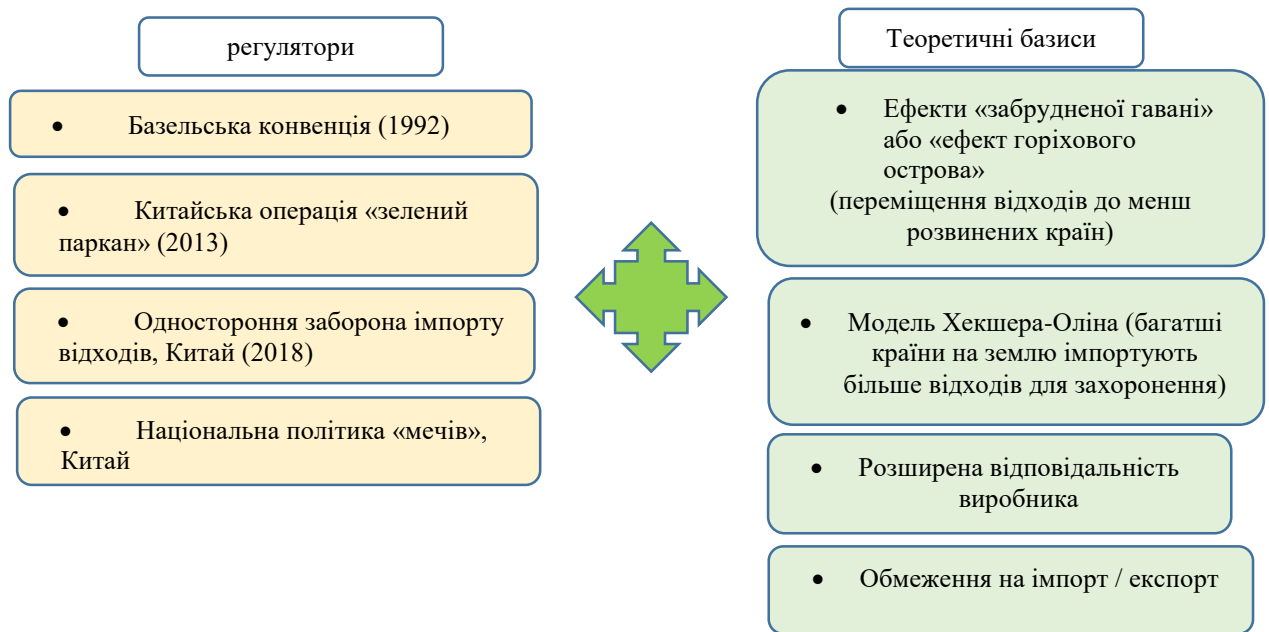 регулятори
• Базельська конвенція (1992)
• Китайська операція «зелений
паркан» (2013)
• Одностороння заборона імпорту
відходів, Китай (2018)
• Національна політика «мечів»,
Китай
Теоретичні базиси
• Ефекти «забрудненої гавані»
або «ефект горіхового
острова»
(переміщення відходів до менш
розвинених країн)
• Модель Хекшера-Оліна (багатші
країни на землю імпортують
більше відходів для захоронення)
• Розширена відповідальність
виробника
• Обмеження на імпорт / експорт